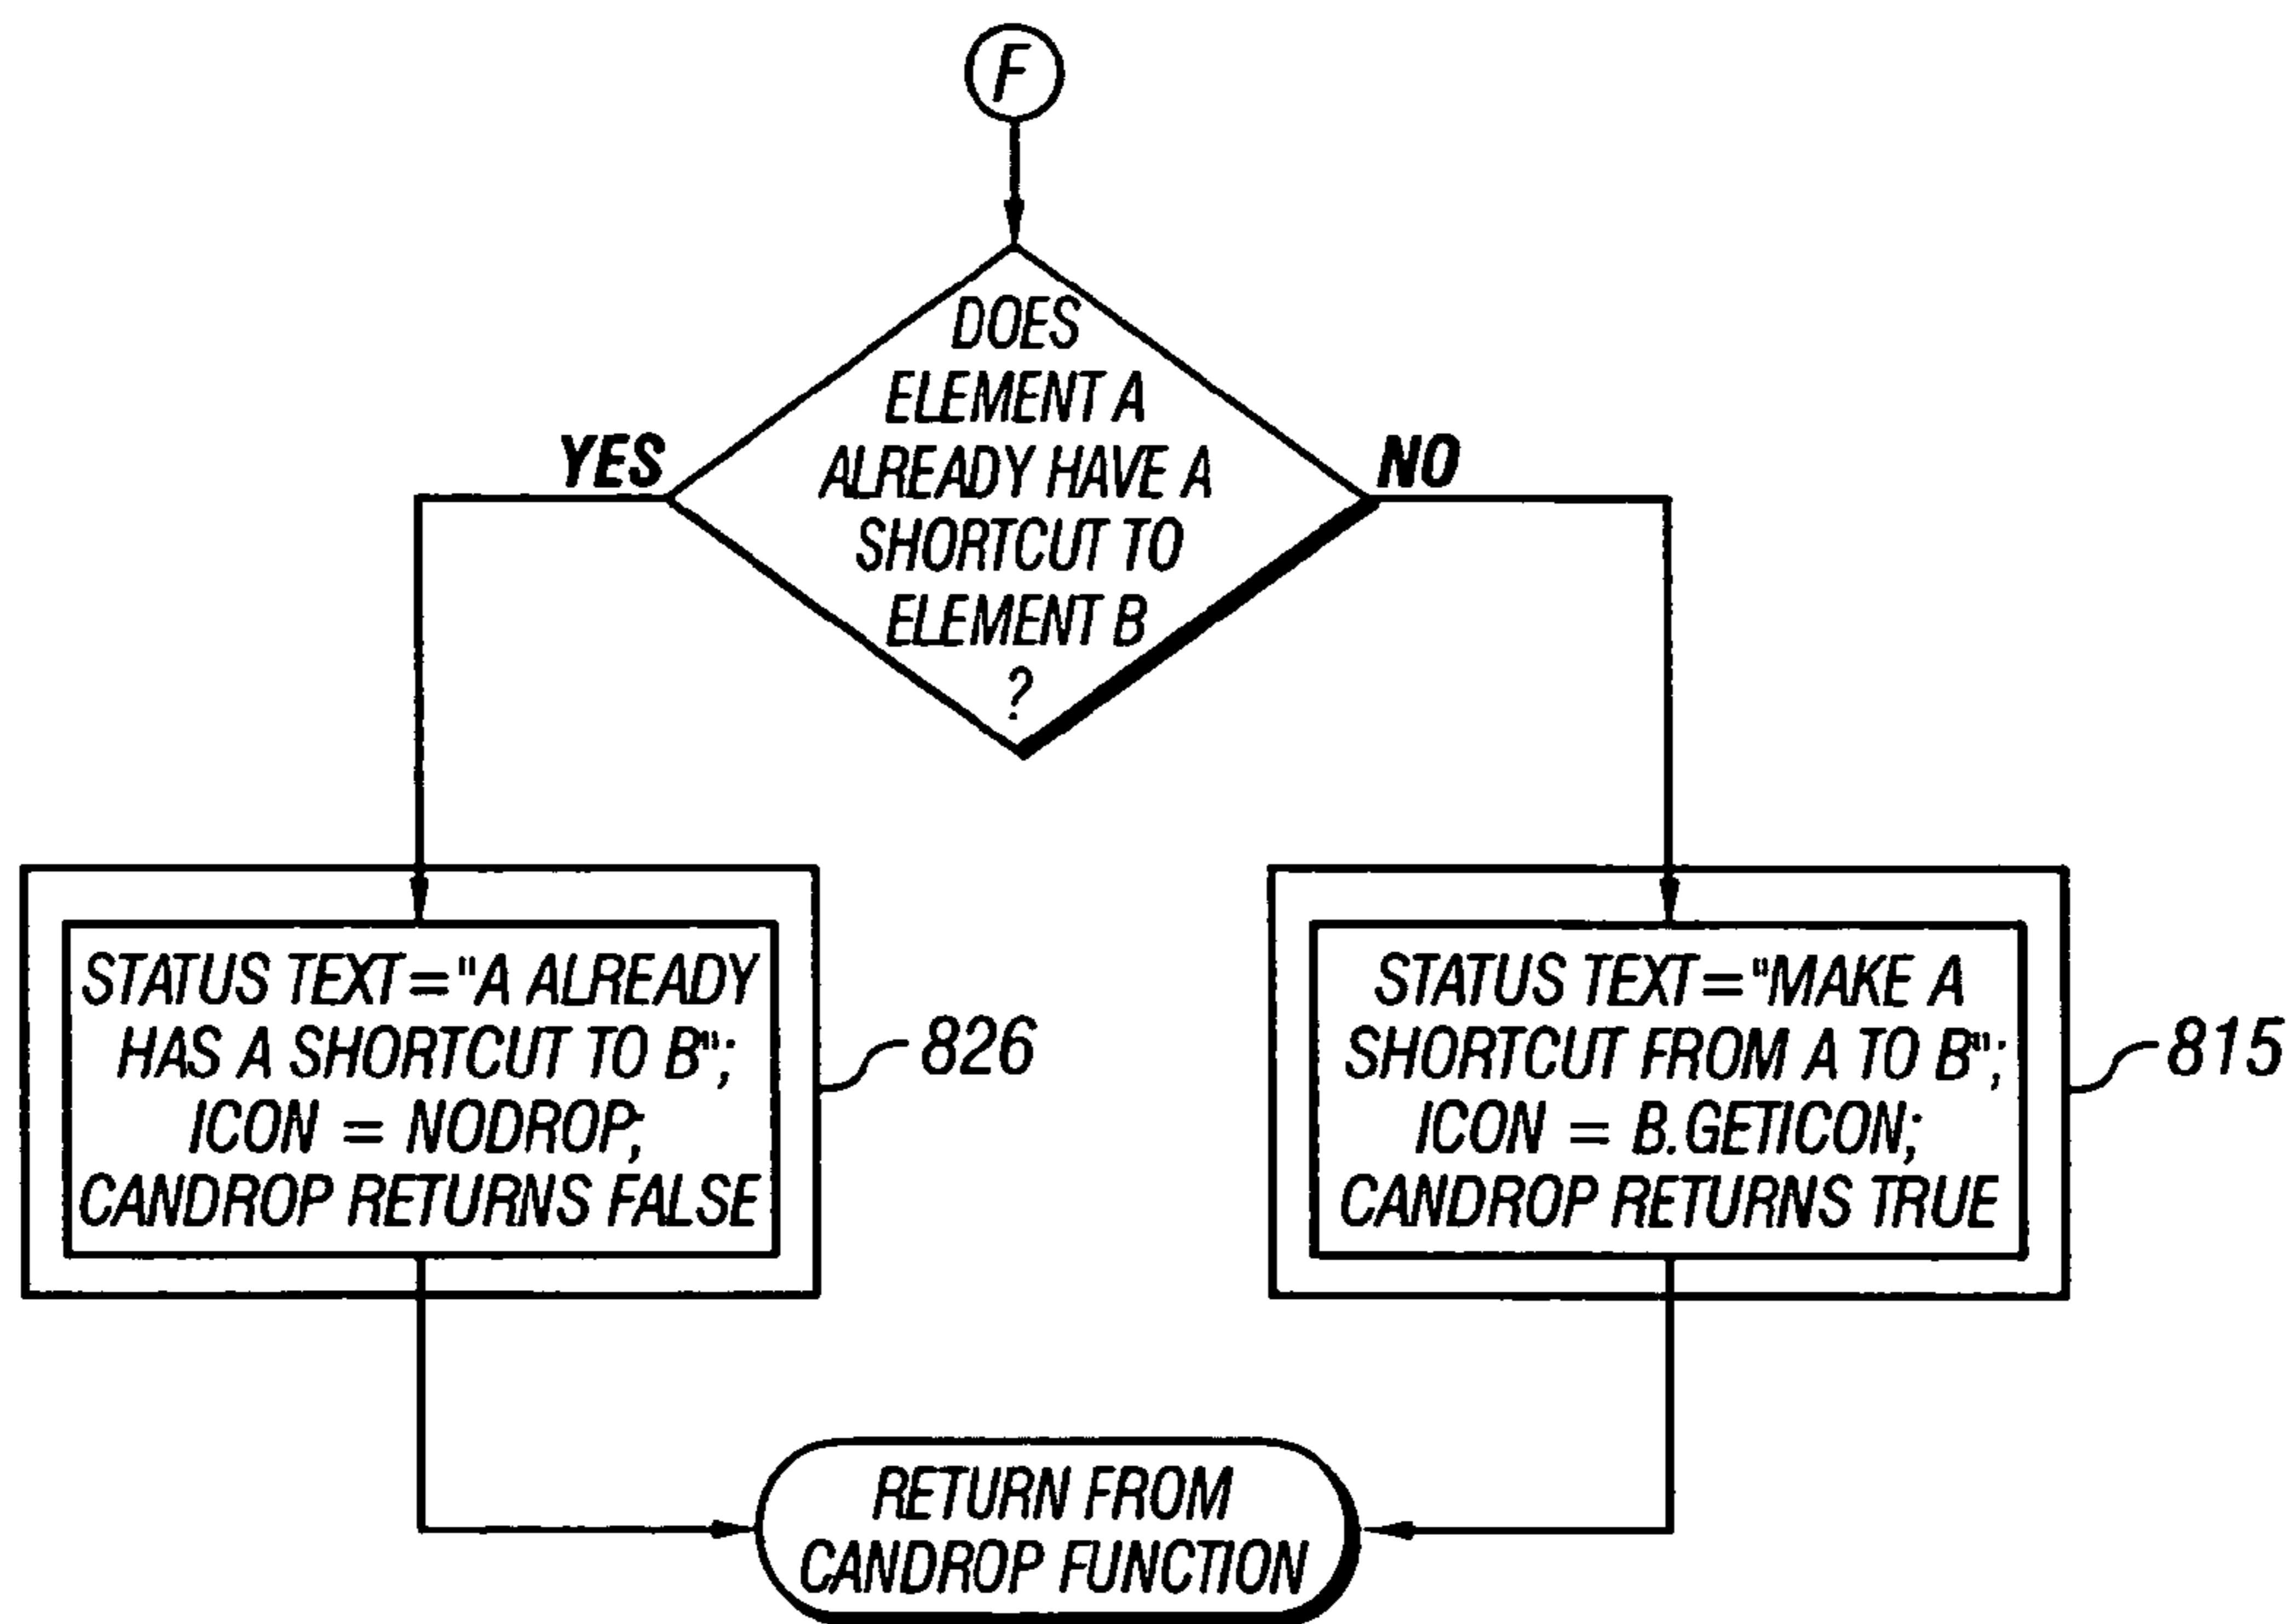 F
DOES
ELEMENT A
ALREADY HAVE A
SHORTCUT TO
ELEMENT B
?
YES
NO
STATUS TEXT="A ALREADY
HAS A SHORTCUT TO B";
ICON = NODROP;
CANDROP RETURNS FALSE
826
STATUS TEXT="MAKE A
SHORTCUT FROM A TO B";
ICON = B.GETICON;
CANDROP RETURNS TRUE
815
RETURN FROM
CANDROP FUNCTION